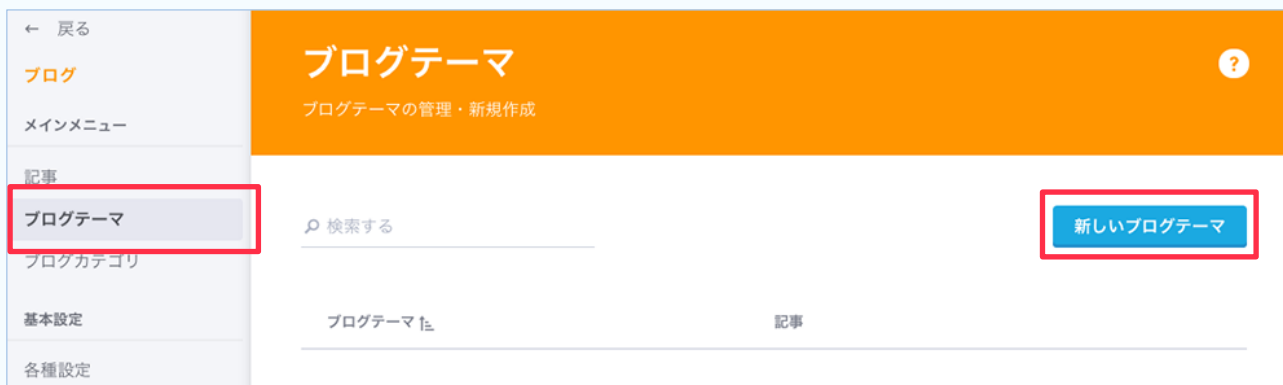 ← 戻る
ブログ
メインメニュー
記事
ブログテーマ
ブログカテゴリ
基本設定
各種設定
ブログテーマ
ブログテーマの管理・新規作成
?
検索する
新しいブログテーマ
ブログテーマ 記事